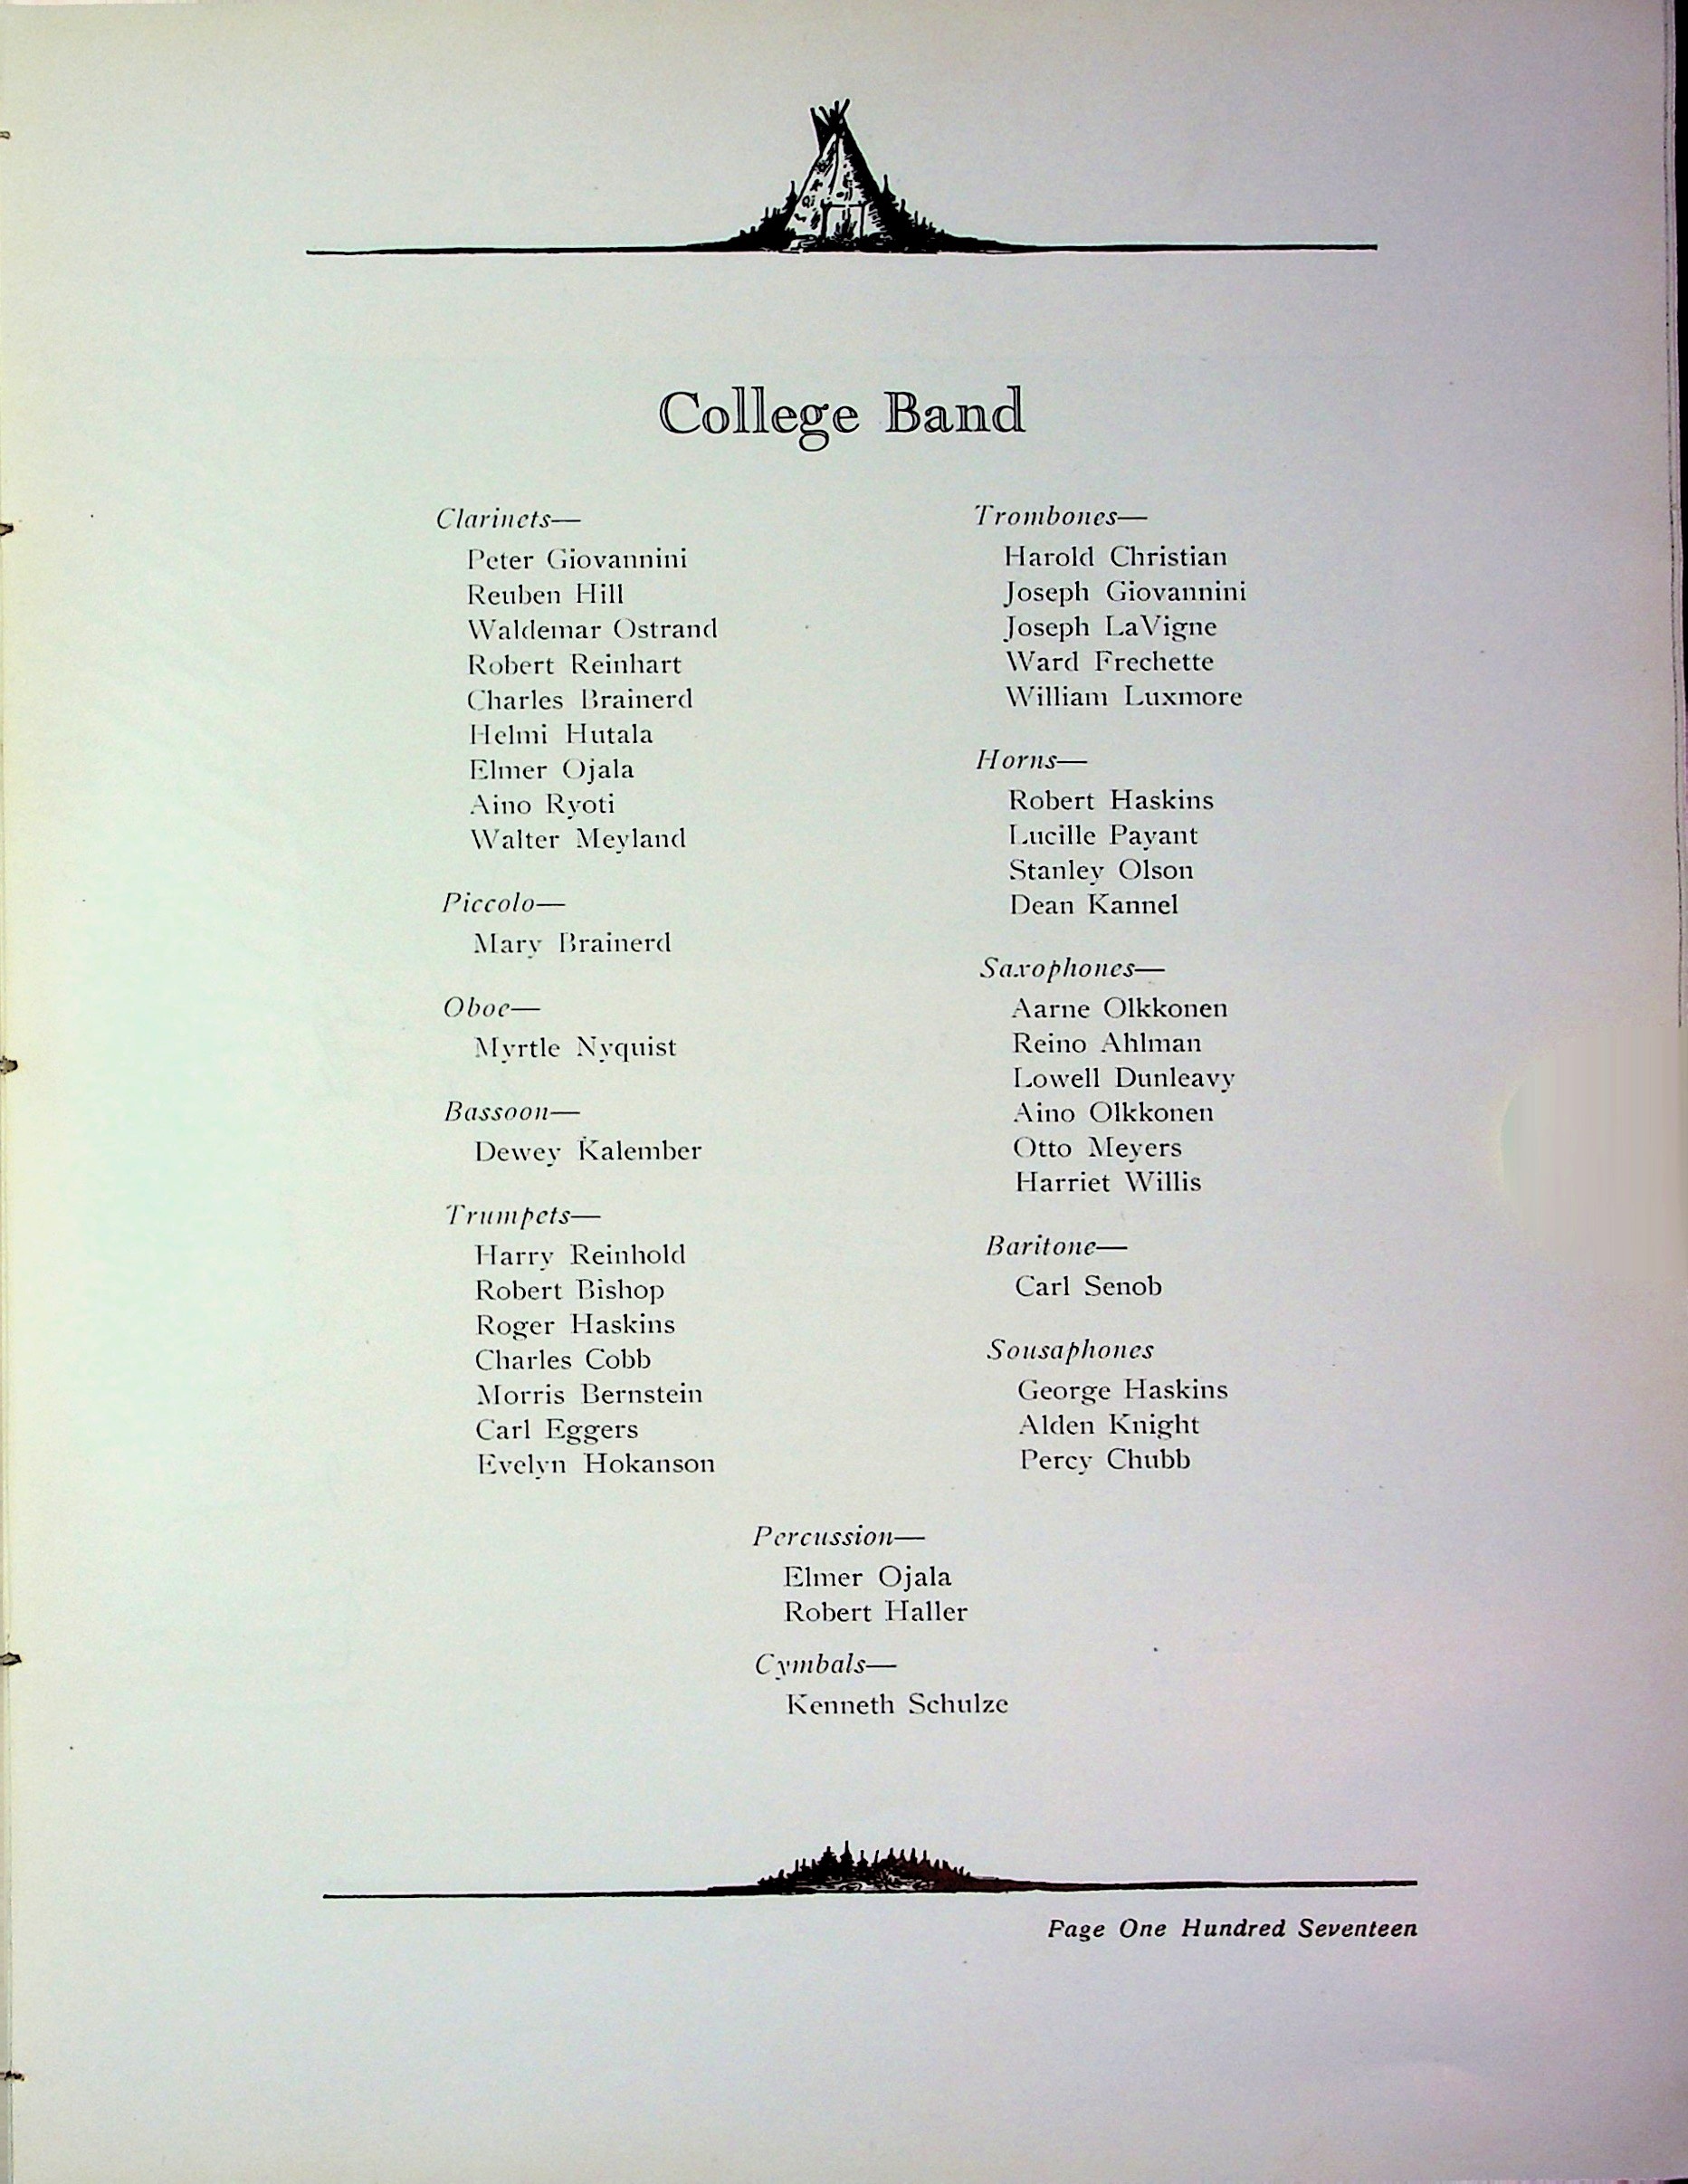 College Band
Clarinets—
Peter Giovannini
Reuben Hill
Waldemar Ostrand
Robert Reinhart
Charles Brainerd
Helmi Hutala
Elmer Ojala
Aino Ryoti
Walter Meyland
Piccolo—
Mary Brainerd
Oboe—
Myrtle Nyquist
Bassoon—
Dewey Kalember
Trumpets—
Harry Reinhold
Robert Bishop
Roger Haskins
Charles Cobb
Morris Bernstein
Carl Eggers
Evelyn Hokanson
Trombones—
Harold Christian
Joseph Giovannini
Joseph LaVigne
Ward Frechette
William Luxmore
Horns—
Robert Haskins
Lucille Payant
Stanley Olson
Dean Kannel
Saxophones—
Aarne Olkkonen
Reino Ahlman
Lowell Dunleavy
Aino Olkkonen
Otto Meyers
Harriet Willis
Baritone—
Carl Senob
Sousaphones
George Haskins
Alden Knight
Percy Chubb
Percussion—
Elmer Ojala
Robert Haller
Cymbals—
Kenneth Schulze
Page One Hundred Seventeen